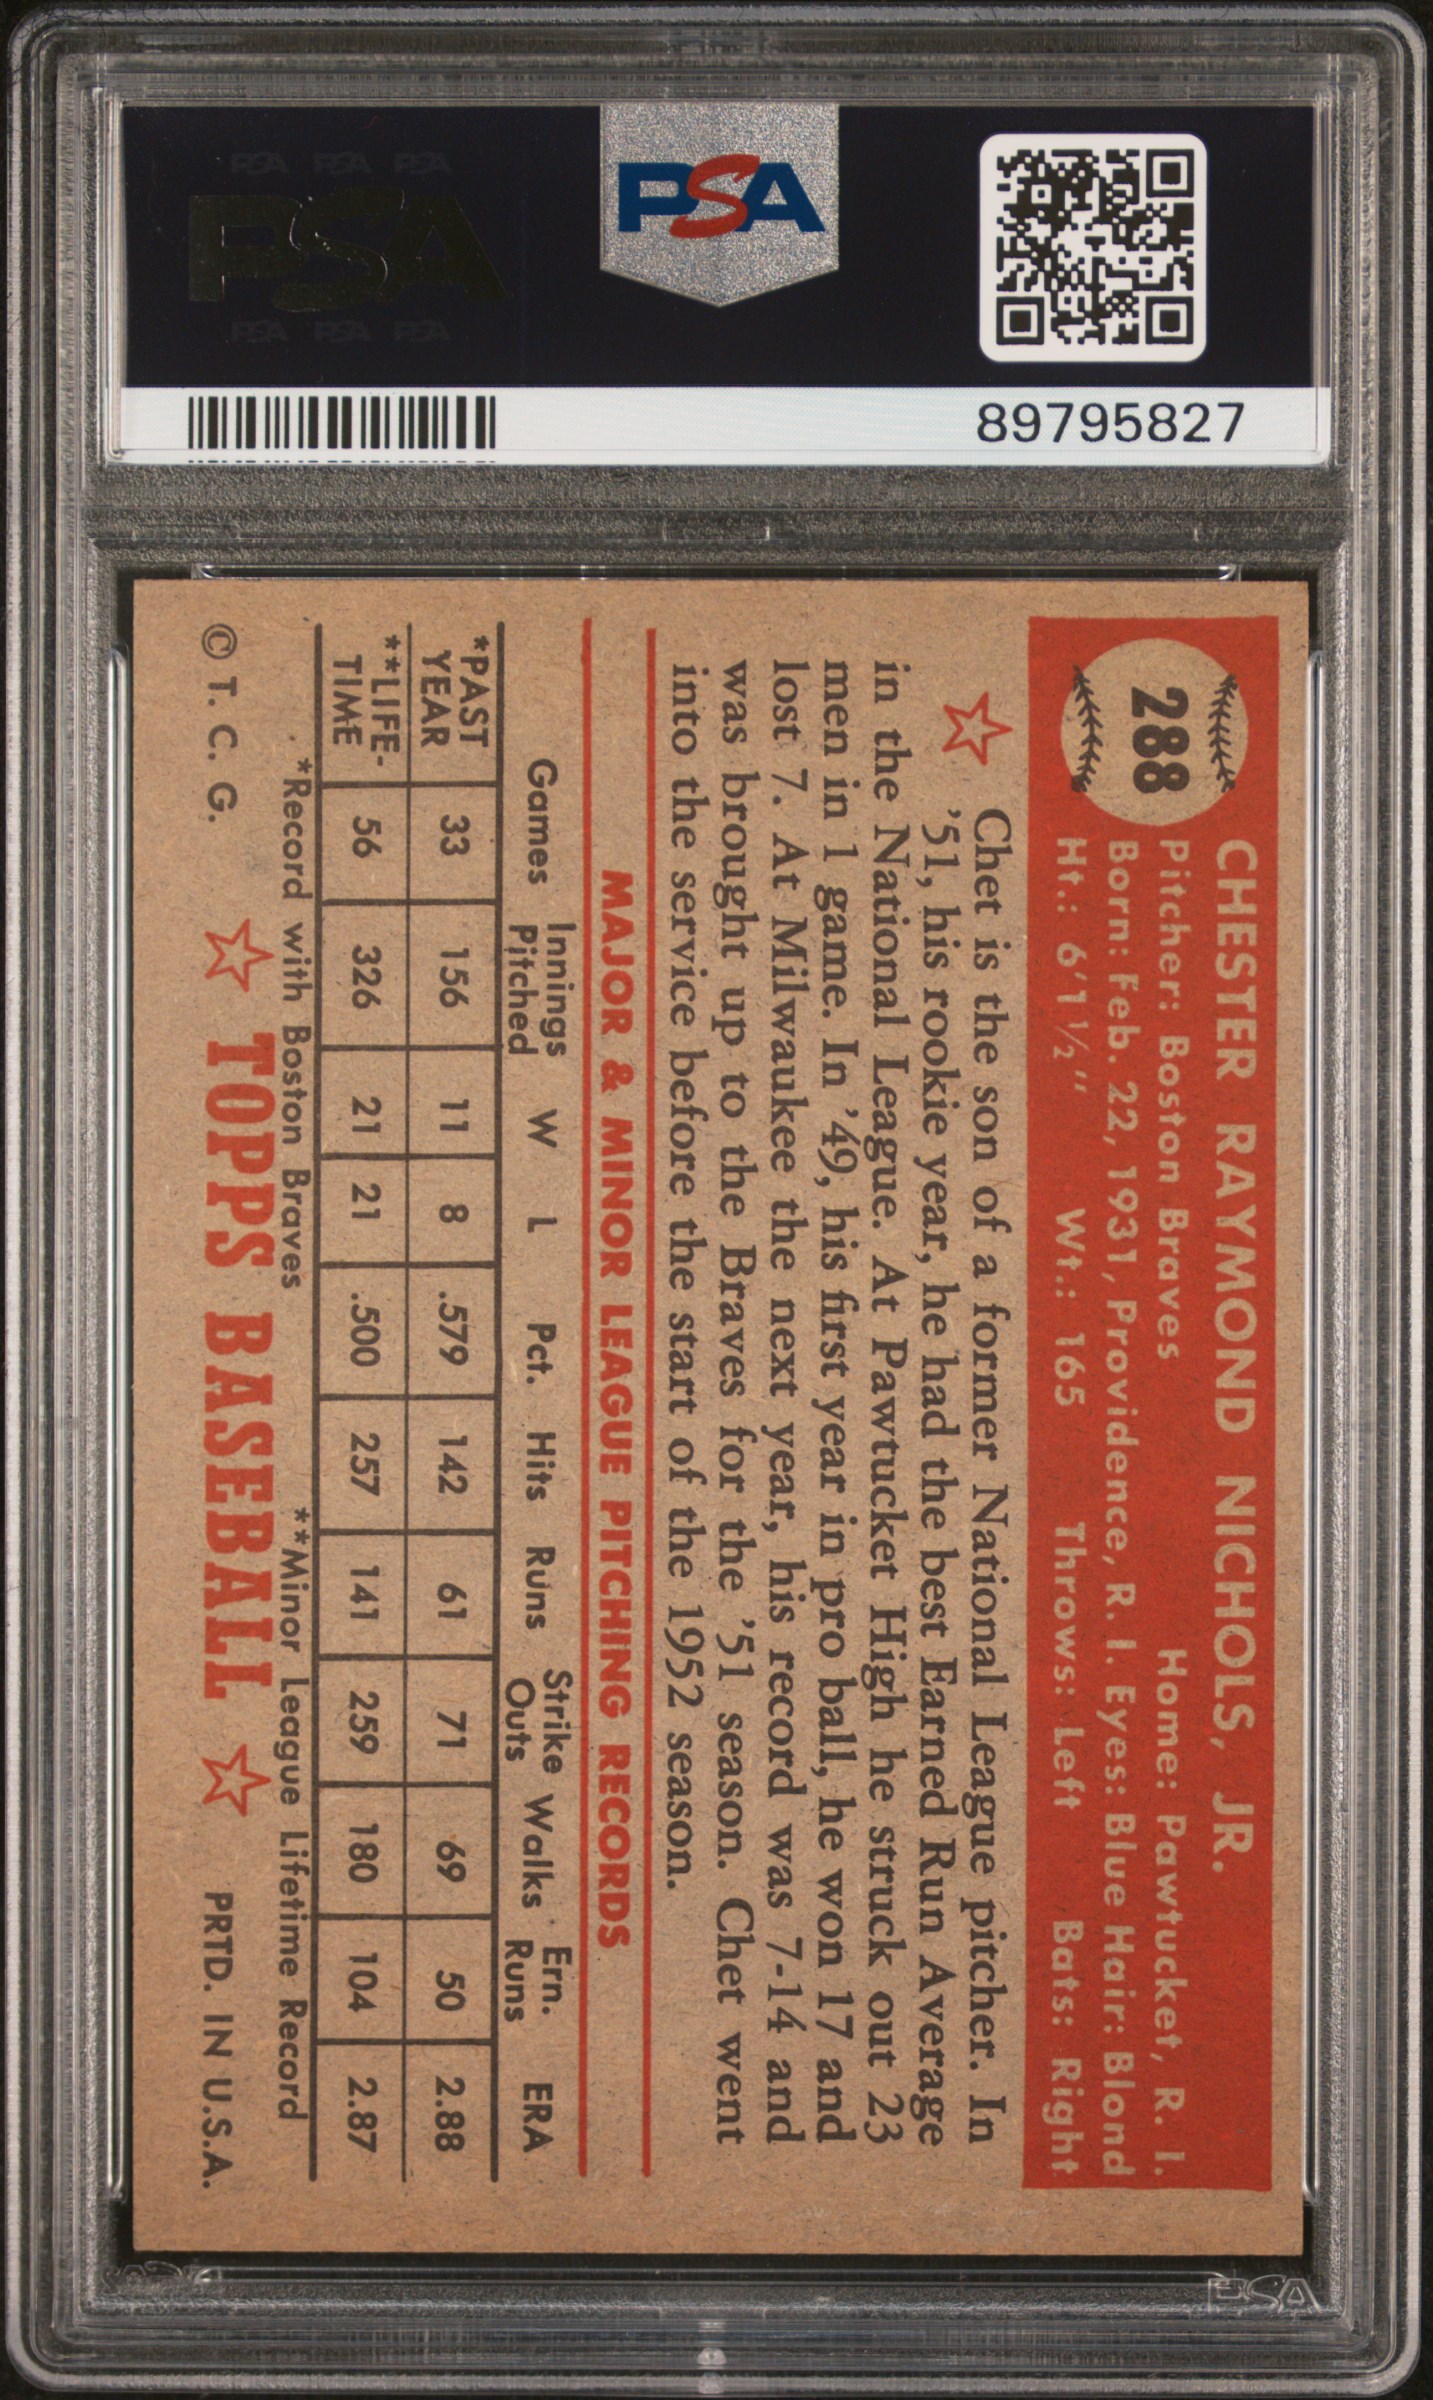 PSA PSA PSA
PSA
PSA PSA PSA
PSA
89795827
288
CHESTER RAYMOND NICHOLS, JR.
Pitcher: Boston Braves Home: Pawtucket, R. I.
Born: Feb. 22, 1931, Providence, R. I. Eyes: Blue Hair: Blond
Ht.: 6'1½" Wt.: 165 Throws: Left Bats: Right
Chet is the son of a former National League pitcher. In
'51, his rookie year, he had the best Earned Run Average
in the National League. At Pawtucket High he struck out 23
men in 1 game. In '49, his first year in pro ball, he won 17 and
lost 7. At Milwaukee the next year, his record was 7-14 and
was brought up to the Braves for the '51 season. Chet went
into the service before the start of the 1952 season.
MAJOR & MINOR LEAGUE PITCHING RECORDS
Games Innings Pitched W L Pct. Hits Runs Strike Outs Walks Ern. Runs ERA
*PAST YEAR 33 156 11 8 .579 142 61 71 69 50 2.88
**LIFE-TIME 56 326 21 21 .500 257 141 259 180 104 2.87
*Record with Boston Braves **Minor League Lifetime Record
© T. C. G. TOPPS BASEBALL PRTD. IN U.S.A.
PSA